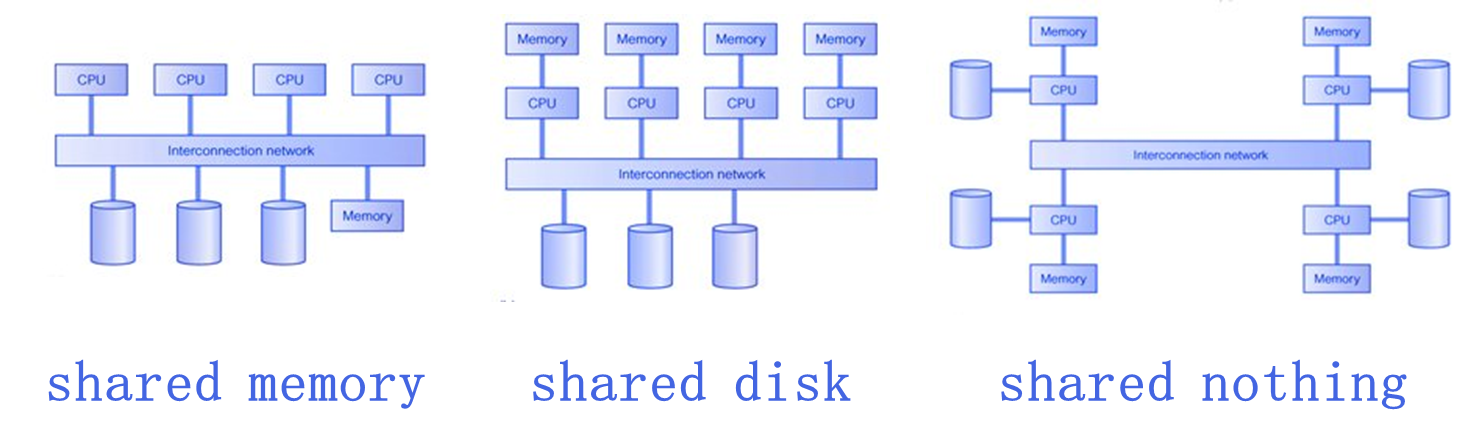 CPU CPU CPU CPU
Interconnection network
Memory
shared memory
Memory Memory Memory Memory
CPU CPU CPU CPU
Interconnection network
shared disk
Memory Memory
CPU CPU
Interconnection network
CPU CPU
Memory Memory
shared nothing